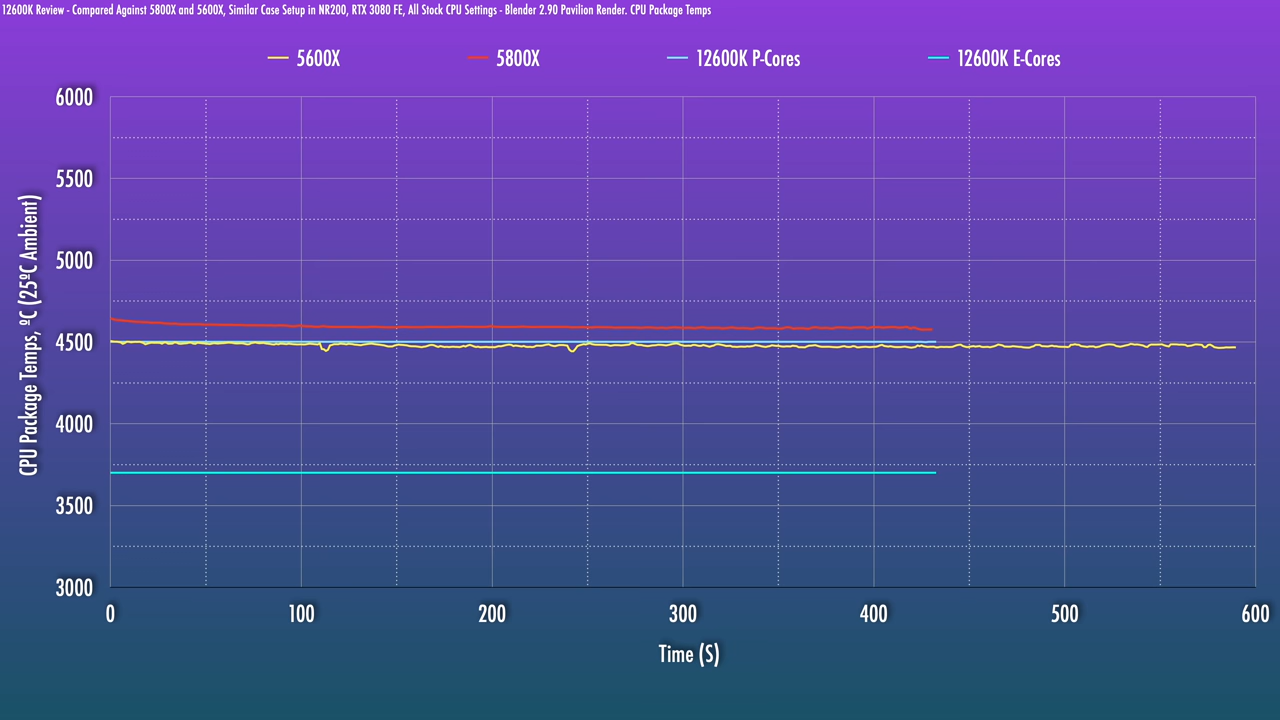 12600K Review - Compared Against 5800X and 5600X, Similar Case Setup in NR200, RTX 3080 FE, All Stock CPU Settings - Blender 2.90 Pavilion Render. CPU Package Temps
5600X 5800X 12600K P-Cores 12600K E-Cores
CPU Package Temps, ºC (25ºC Ambient)
6000
5500
5000
4500
4000
3500
3000
0 100 200 300 400 500 600
Time (S)